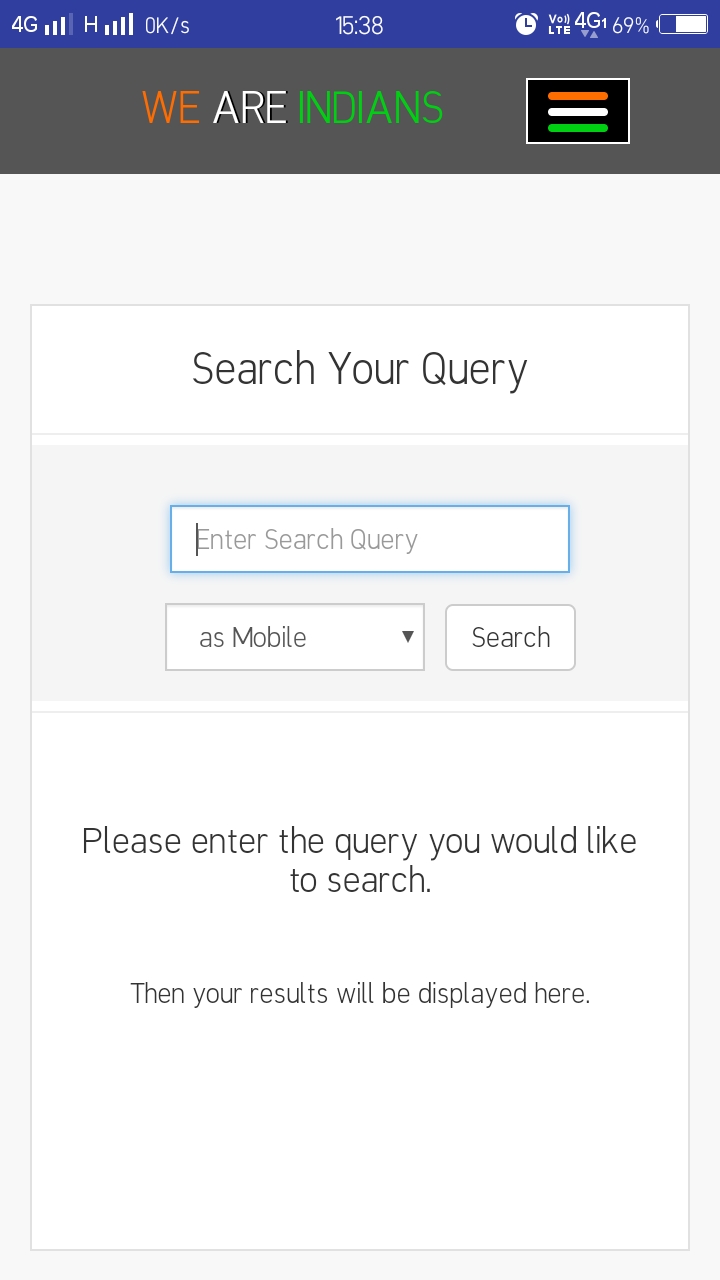 4G H 0K/s 15:38 Vo)) LTE 4G1 69%
WE ARE INDIANS
Search Your Query
Enter Search Query
as Mobile ▼ Search
Please enter the query you would like
to search.
Then your results will be displayed here.